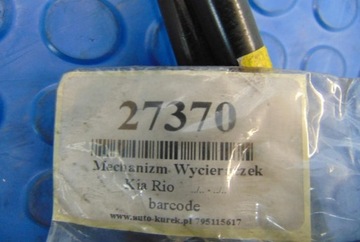 27370
Mechanizm Wycieraczek
Kia Rio
barcode
www.auto-kurek.pl 795115617